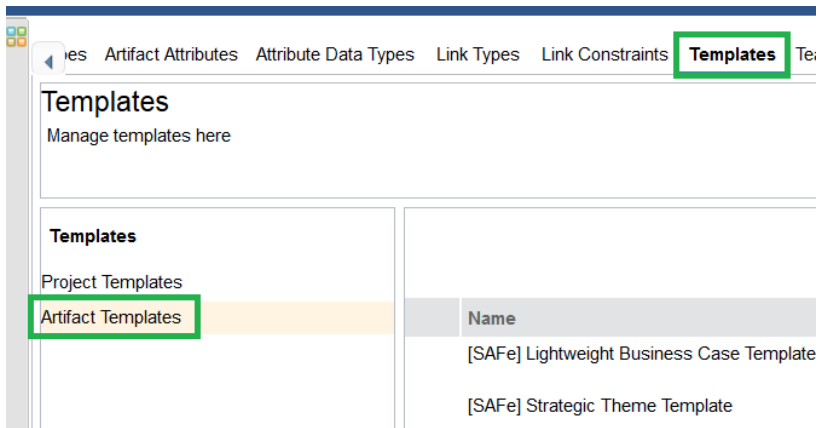 Artifact Attributes Attribute Data Types Link Types Link Constraints Templates
Templates
Manage templates here
Templates
Project Templates
Artifact Templates
Name
[SAFe] Lightweight Business Case Template
[SAFe] Strategic Theme Template